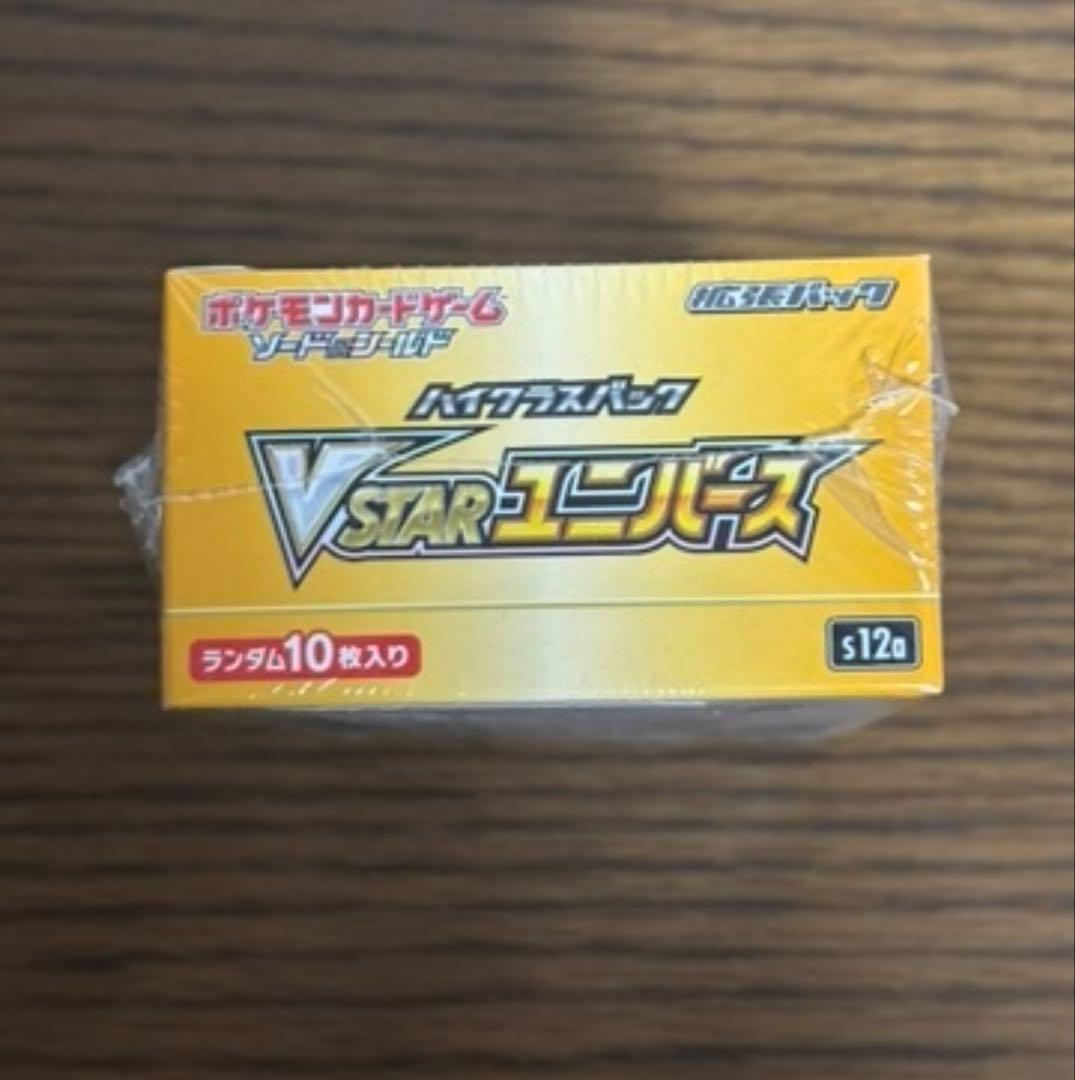 ポケモンカードゲーム
拡張パック
ソード&シールド
ハイクラスパック
VSTARユニバース
ランダム10枚入り
s12a